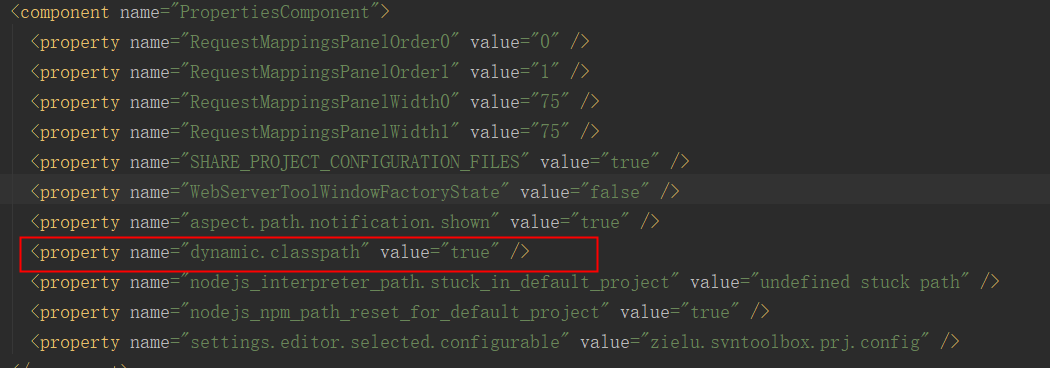 <component name="PropertiesComponent">
<property name="RequestMappingsPanelOrder0" value="0" />
<property name="RequestMappingsPanelOrder1" value="1" />
<property name="RequestMappingsPanelWidth0" value="75" />
<property name="RequestMappingsPanelWidth1" value="75" />
<property name="SHARE_PROJECT_CONFIGURATION_FILES" value="true" />
<property name="WebServerToolWindowFactoryState" value="false" />
<property name="aspect.path.notification.shown" value="true" />
<property name="dynamic.classpath" value="true" />
<property name="nodejs_interpreter_path.stuck_in_default_project" value="undefined stuck path" />
<property name="nodejs_npm_path_reset_for_default_project" value="true" />
<property name="settings.editor.selected.configurable" value="zielu.svntoolbox.prj.config" />